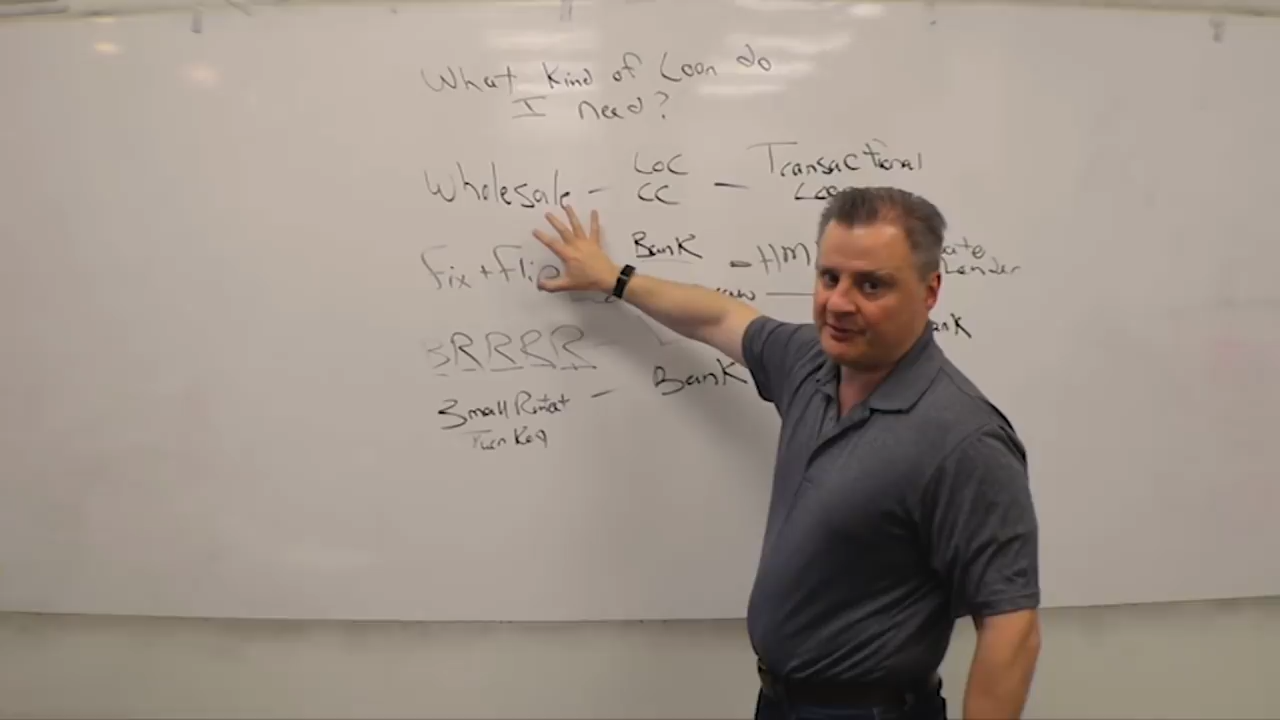 What Kind of Loan do
I need?
Wholesale - LOC CC - Transactional
Fix + Flip Bank - HM
BRRRR -
Small Rental - Bank
Turn Key